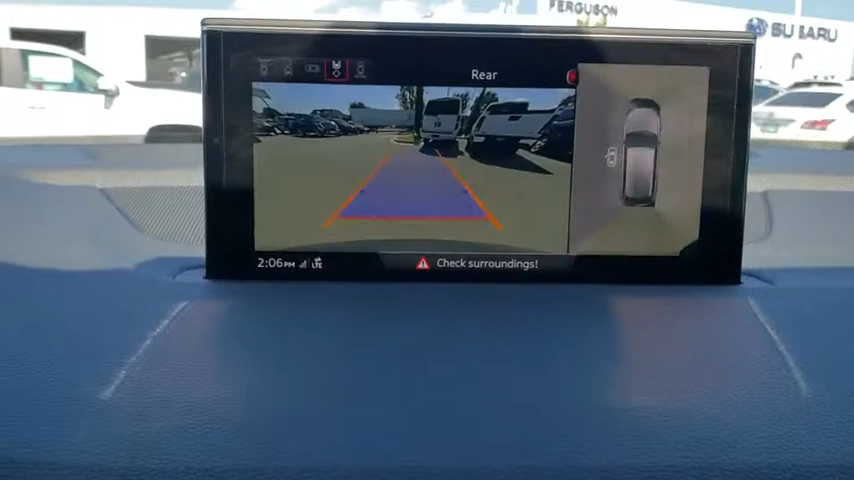 FERGUSON
SUBARU
Rear
2:06PM LTE
Check surroundings!